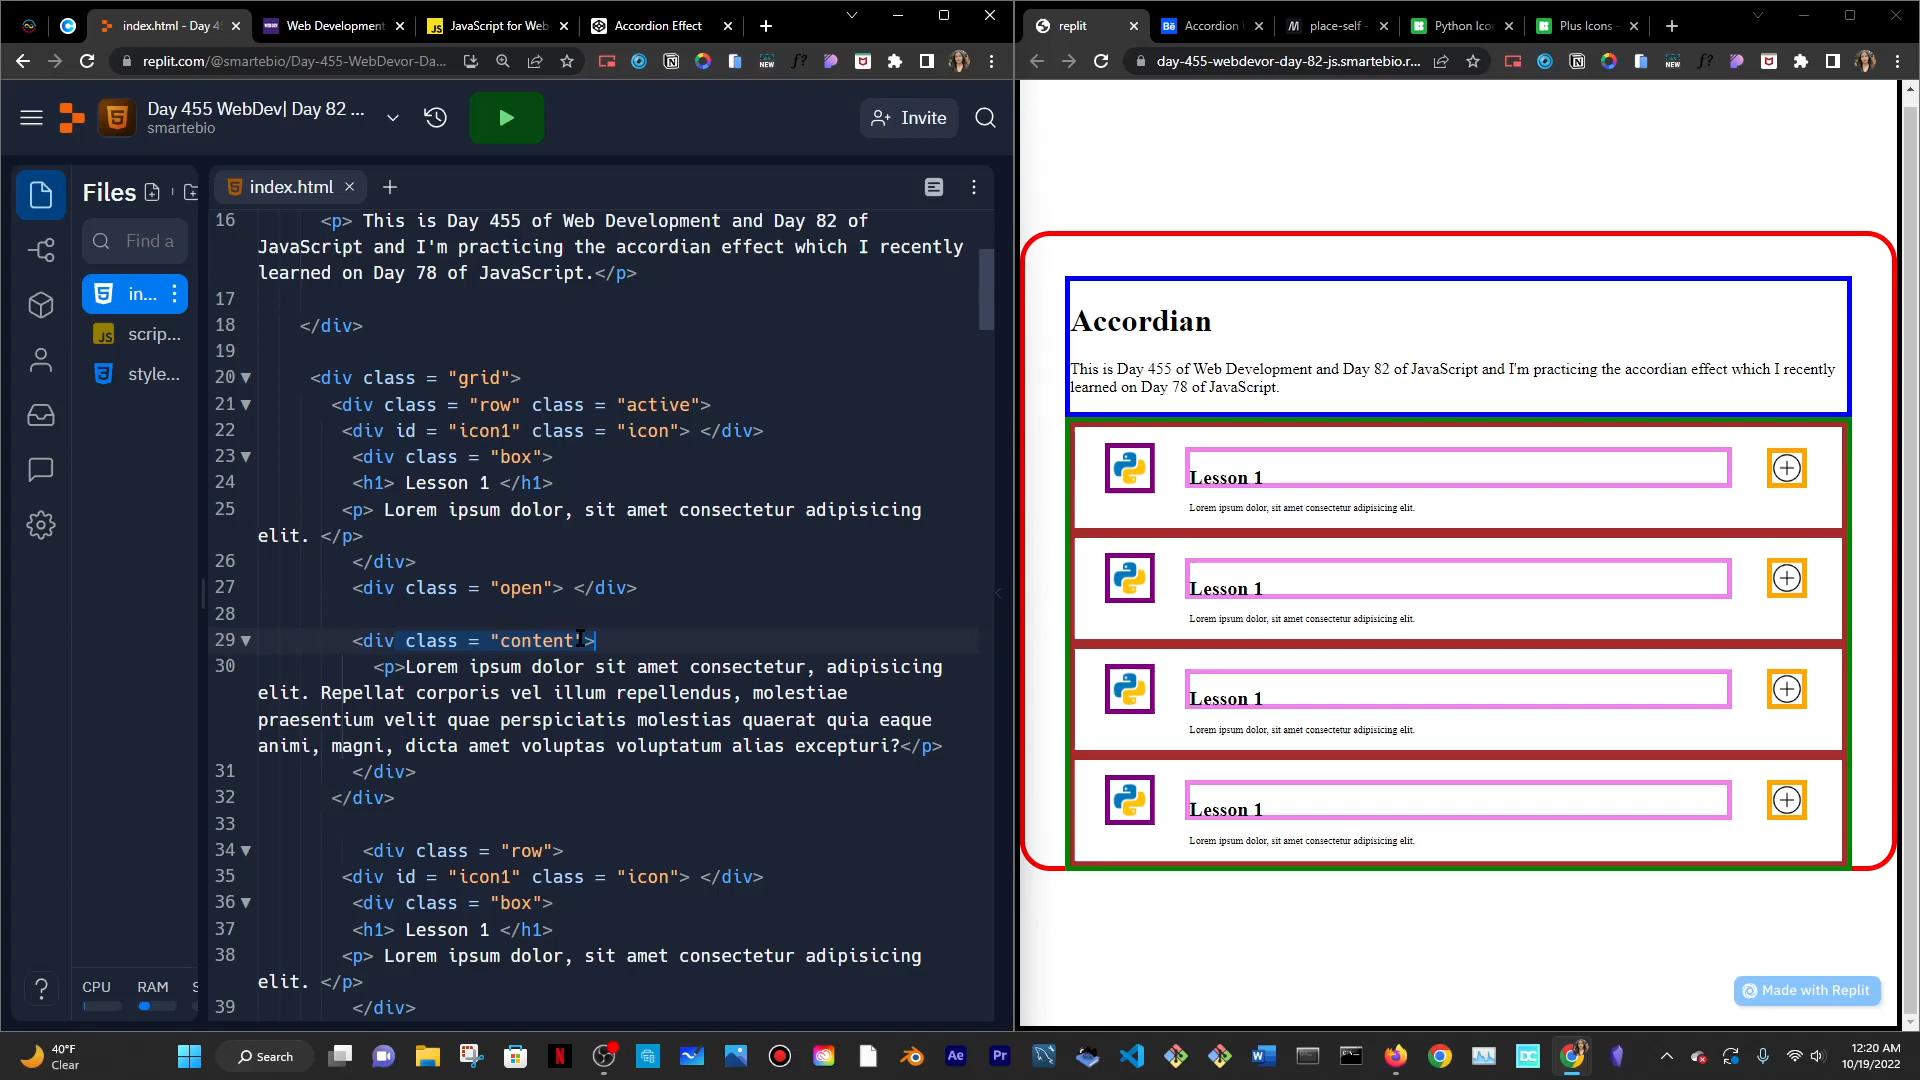 index.html - Day 4
Web Development
JavaScript for Web
Accordion Effect
replit.com/@smartebio/Day-455-WebDevor-Da...
Day 455 WebDev| Day 82 ...
smartebio
Invite
Files
Find a
in...
scrip...
style...
CPU
RAM
S
index.html
16 <p> This is Day 455 of Web Development and Day 82 of
JavaScript and I'm practicing the accordian effect which I recently
learned on Day 78 of JavaScript.</p>
17
18 </div>
19
20 <div class = "grid">
21 <div class = "row" class = "active">
22 <div id = "icon1" class = "icon"> </div>
23 <div class = "box">
24 <h1> Lesson 1 </h1>
25 <p> Lorem ipsum dolor, sit amet consectetur adipisicing
elit. </p>
26 </div>
27 <div class = "open"> </div>
28
29 <div class = "content">
30 <p>Lorem ipsum dolor sit amet consectetur, adipisicing
elit. Repellat corporis vel illum repellendus, molestiae
praesentium velit quae perspiciatis molestias quaerat quia eaque
animi, magni, dicta amet voluptas voluptatum alias excepturi?</p>
31 </div>
32 </div>
33
34 <div class = "row">
35 <div id = "icon1" class = "icon"> </div>
36 <div class = "box">
37 <h1> Lesson 1 </h1>
38 <p> Lorem ipsum dolor, sit amet consectetur adipisicing
elit. </p>
39 </div>
replit
Accordion
place-self -
Python Ico
Plus Icons –
day-455-webdevor-day-82-js.smartebio.r...
Accordian
This is Day 455 of Web Development and Day 82 of JavaScript and I'm practicing the accordian effect which I recently
learned on Day 78 of JavaScript.
Lesson 1
Lorem ipsum dolor, sit amet consectetur adipisicing elit.
Lesson 1
Lorem ipsum dolor, sit amet consectetur adipisicing elit.
Lesson 1
Lorem ipsum dolor, sit amet consectetur adipisicing elit.
Lesson 1
Lorem ipsum dolor, sit amet consectetur adipisicing elit.
Made with Replit
40°F
Clear
Search
12:20 AM
10/19/2022